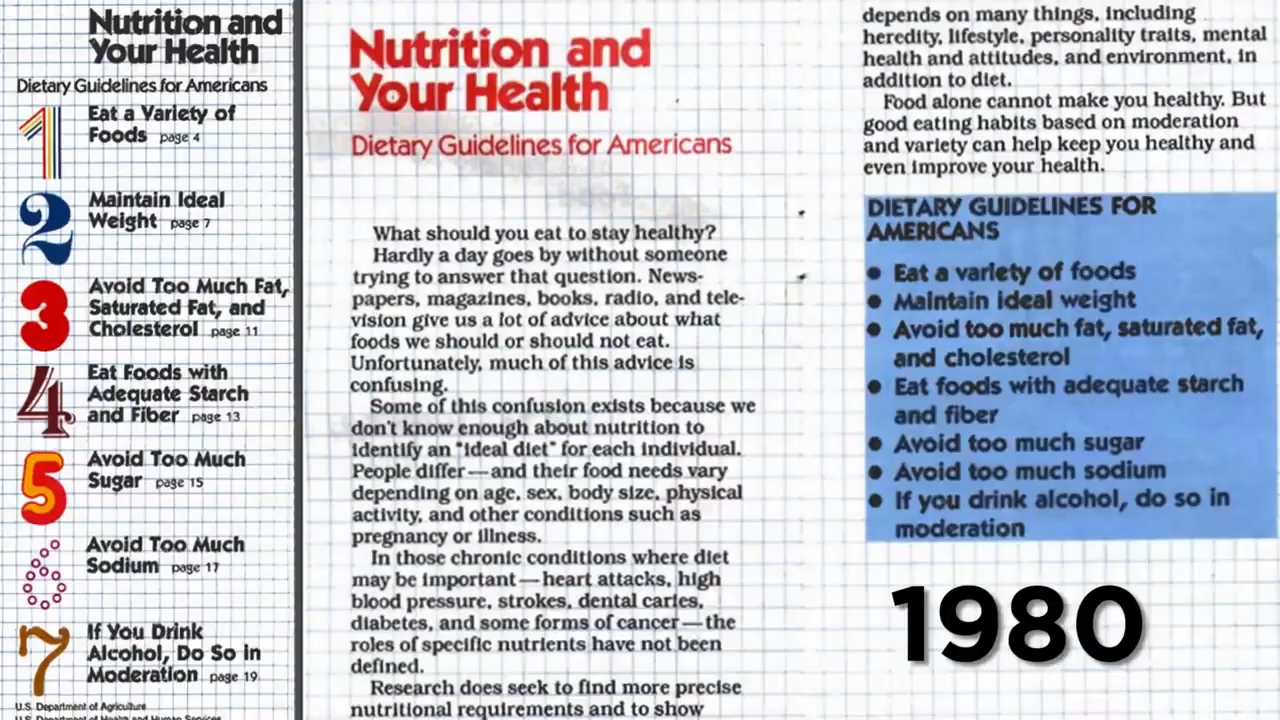 Nutrition and
Your Health
Dietary Guidelines for Americans
1 Eat a Variety of
Foods page 4
2 Maintain Ideal
Weight page 7
3 Avoid Too Much Fat,
Saturated Fat, and
Cholesterol page 11
4 Eat Foods with
Adequate Starch
and Fiber page 13
5 Avoid Too Much
Sugar page 15
6 Avoid Too Much
Sodium page 17
7 If You Drink
Alcohol, Do So in
Moderation page 19
U.S. Department of Agriculture
U.S. Department of Health and Human Services
Nutrition and
Your Health
Dietary Guidelines for Americans
What should you eat to stay healthy?
Hardly a day goes by without someone
trying to answer that question. News-
papers, magazines, books, radio, and tele-
vision give us a lot of advice about what
foods we should or should not eat.
Unfortunately, much of this advice is
confusing.
Some of this confusion exists because we
don't know enough about nutrition to
identify an "ideal diet" for each individual.
People differ—and their food needs vary
depending on age, sex, body size, physical
activity, and other conditions such as
pregnancy or illness.
In those chronic conditions where diet
may be important—heart attacks, high
blood pressure, strokes, dental caries,
diabetes, and some forms of cancer—the
roles of specific nutrients have not been
defined.
Research does seek to find more precise
nutritional requirements and to show
depends on many things, including
heredity, lifestyle, personality traits, mental
health and attitudes, and environment, in
addition to diet.
Food alone cannot make you healthy. But
good eating habits based on moderation
and variety can help keep you healthy and
even improve your health.
DIETARY GUIDELINES FOR
AMERICANS
● Eat a variety of foods
● Maintain ideal weight
● Avoid too much fat, saturated fat,
and cholesterol
● Eat foods with adequate starch
and fiber
● Avoid too much sugar
● Avoid too much sodium
● If you drink alcohol, do so in
moderation
1980